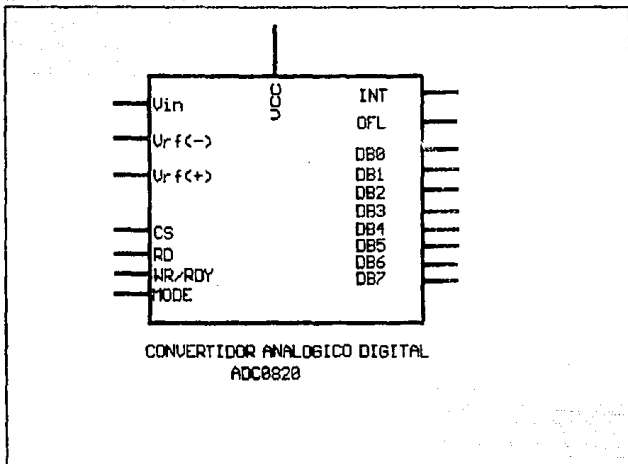 VCC
Vin
Vrf(-)
Vrf(+)
CS
RD
WR/RDY
MODE
INT
OFL
DB0
DB1
DB2
DB3
DB4
DB5
DB6
DB7
CONVERTIDOR ANALOGICO DIGITAL
ADC0820